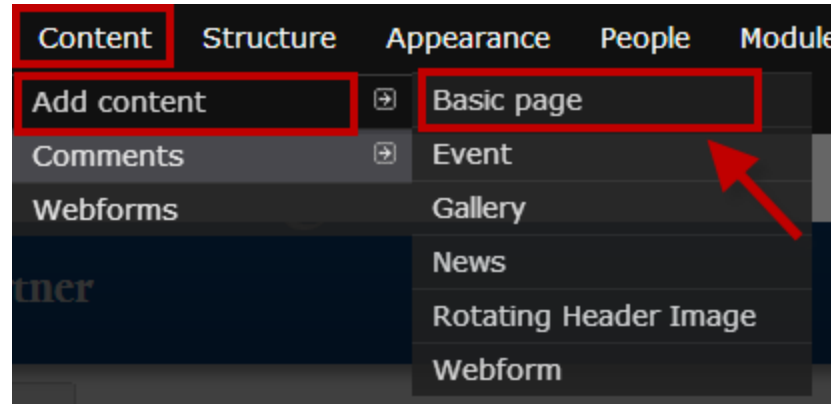 Content Structure Appearance People Module
Add content
Comments
Webforms
Basic page
Event
Gallery
News
Rotating Header Image
Webform
tner